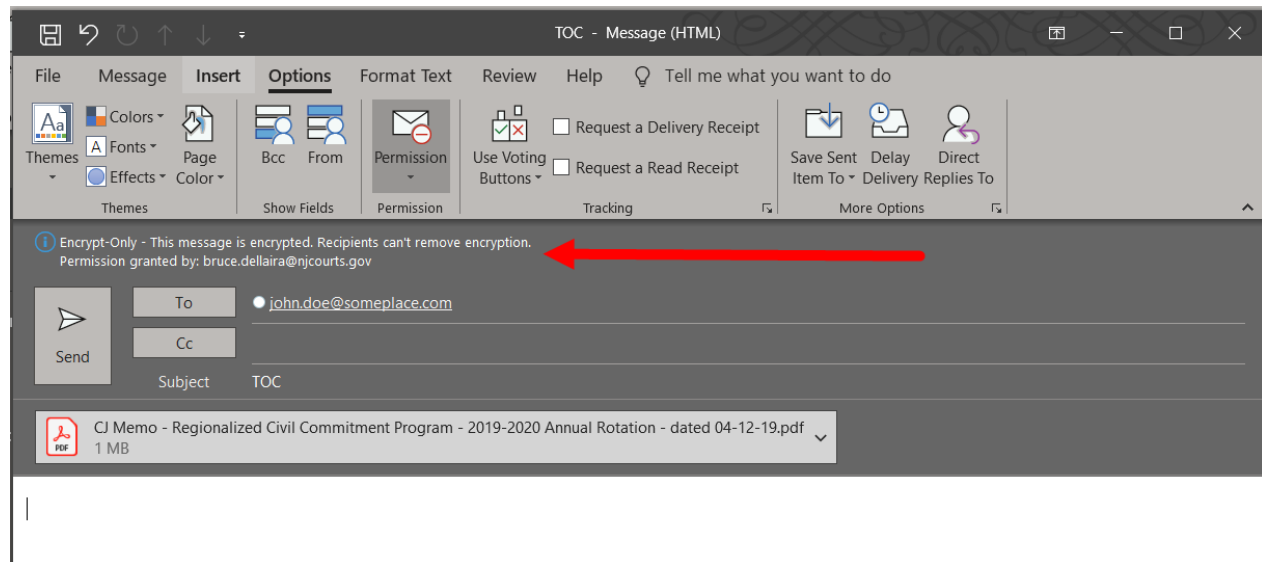 TOC - Message (HTML)
File Message Insert Options Format Text Review Help Tell me what you want to do
Aa
Themes
Colors
A Fonts
Effects
Page
Color
Themes
Bcc From
Show Fields
Permission
Permission
Use Voting
Buttons
Request a Delivery Receipt
Request a Read Receipt
Tracking
Save Sent
Item To
Delay
Delivery
Direct
Replies To
More Options
Encrypt-Only - This message is encrypted. Recipients can't remove encryption.
Permission granted by: bruce.dellaira@njcourts.gov
Send
To john.doe@someplace.com
Cc
Subject TOC
PDF
CJ Memo - Regionalized Civil Commitment Program - 2019-2020 Annual Rotation - dated 04-12-19.pdf
1 MB